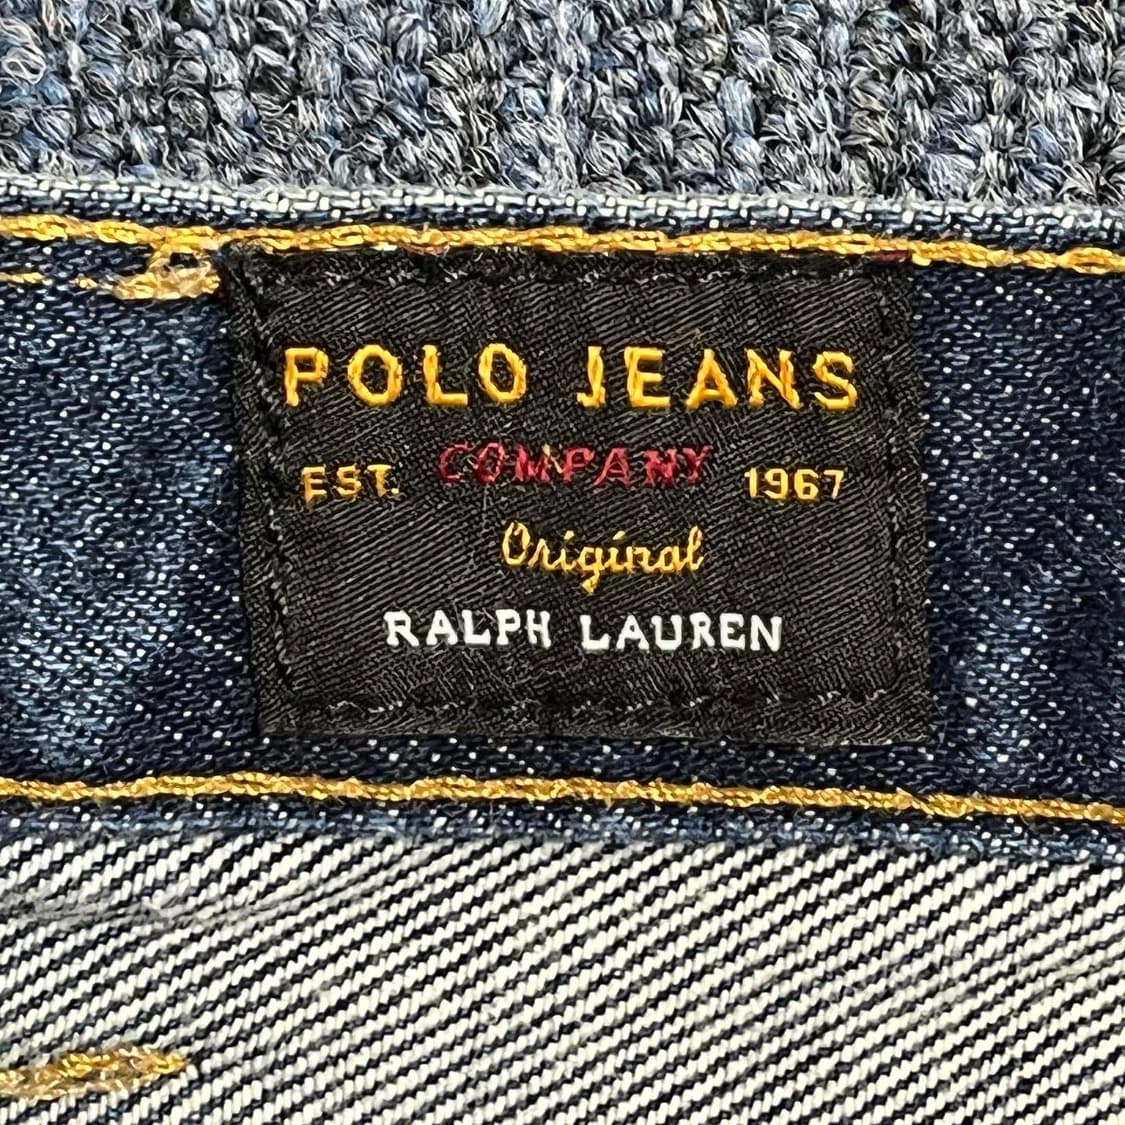 POLO JEANS
EST. COMPANY 1967
Original
RALPH LAUREN